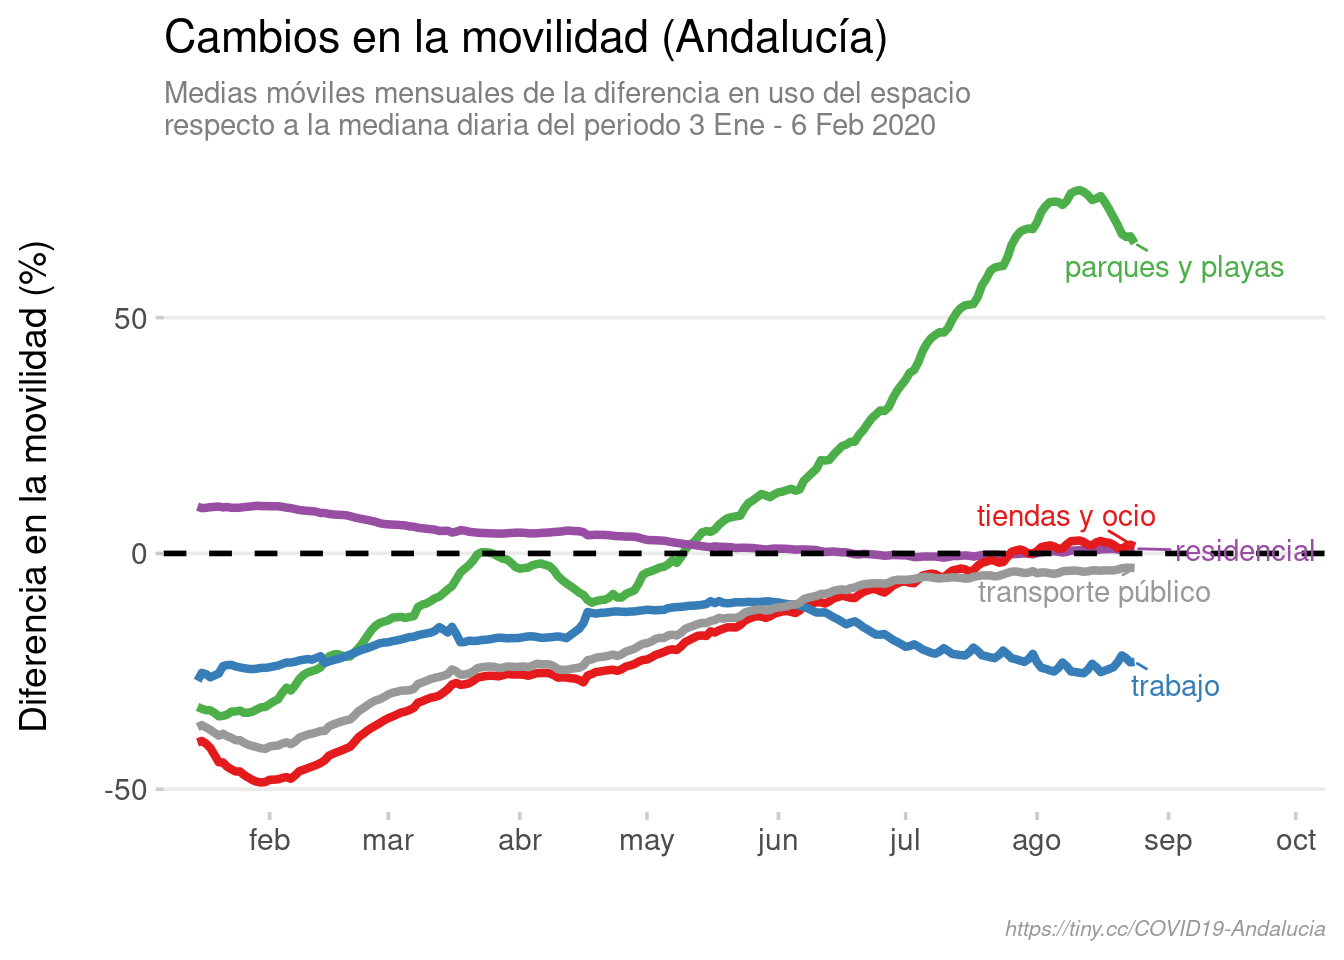 Cambios en la movilidad (Andalucía)
Medias móviles mensuales de la diferencia en uso del espacio
respecto a la mediana diaria del periodo 3 Ene - 6 Feb 2020
Diferencia en la movilidad (%)
parques y playas
50
tiendas y ocio
0
residencial
transporte público
trabajo
-50
feb mar abr may jun jul ago sep oct
https://tiny.cc/COVID19-Andalucia